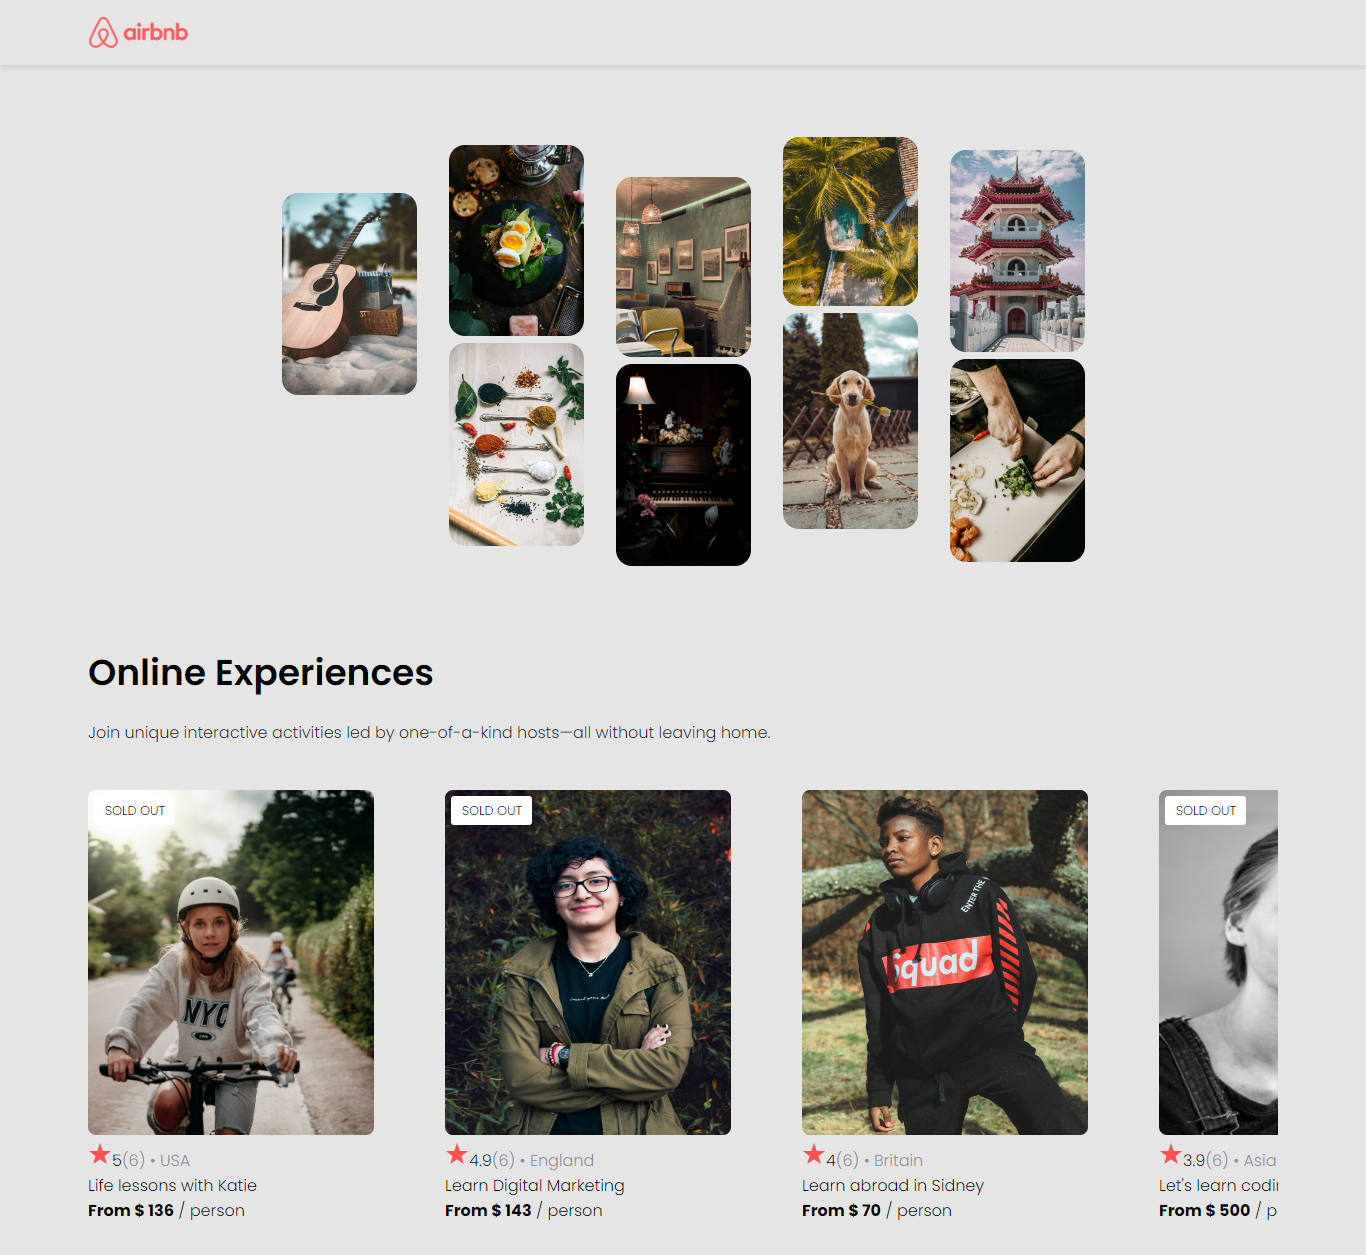 airbnb
Online Experiences
Join unique interactive activities led by one-of-a-kind hosts—all without leaving home.
SOLD OUT
NYC
5(6) • USA
Life lessons with Katie
From $ 136 / person
SOLD OUT
4.9(6) • England
Learn Digital Marketing
From $ 143 / person
ENTER THE
Squad
4(6) • Britain
Learn abroad in Sidney
From $ 70 / person
SOLD OUT
3.9(6) • Asia
Let's learn
From $ 500 /